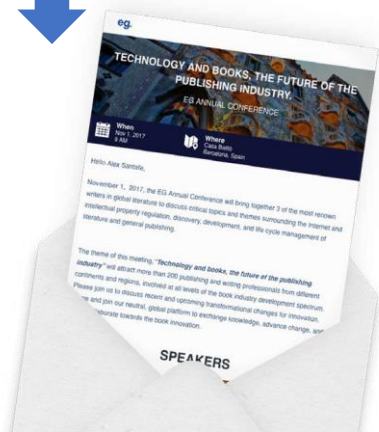 eg.
TECHNOLOGY AND BOOKS, THE FUTURE OF THE
PUBLISHING INDUSTRY.
EG ANNUAL CONFERENCE
When
Nov 1, 2017
9 AM
Where
Casa Batlló
Barcelona, Spain
Hello Alex Santafe,
November 1, 2017, the EG Annual Conference will bring together 3 of the most renown
writers in global literature to discuss critical topics and themes surrounding the Internet and
intellectual property regulation, discovery, development, and life cycle management of
literature and general publishing.
The theme of this meeting, "Technology and books, the future of the publishing
industry" will attract more than 200 publishing and writing professionals from different
continents and regions, involved at all levels of the book industry development spectrum.
Please join us to discuss recent and upcoming transformational changes for innovation.
and join our neutral, global platform to exchange knowledge, advance change, and
towards the book innovation.
SPEAKERS